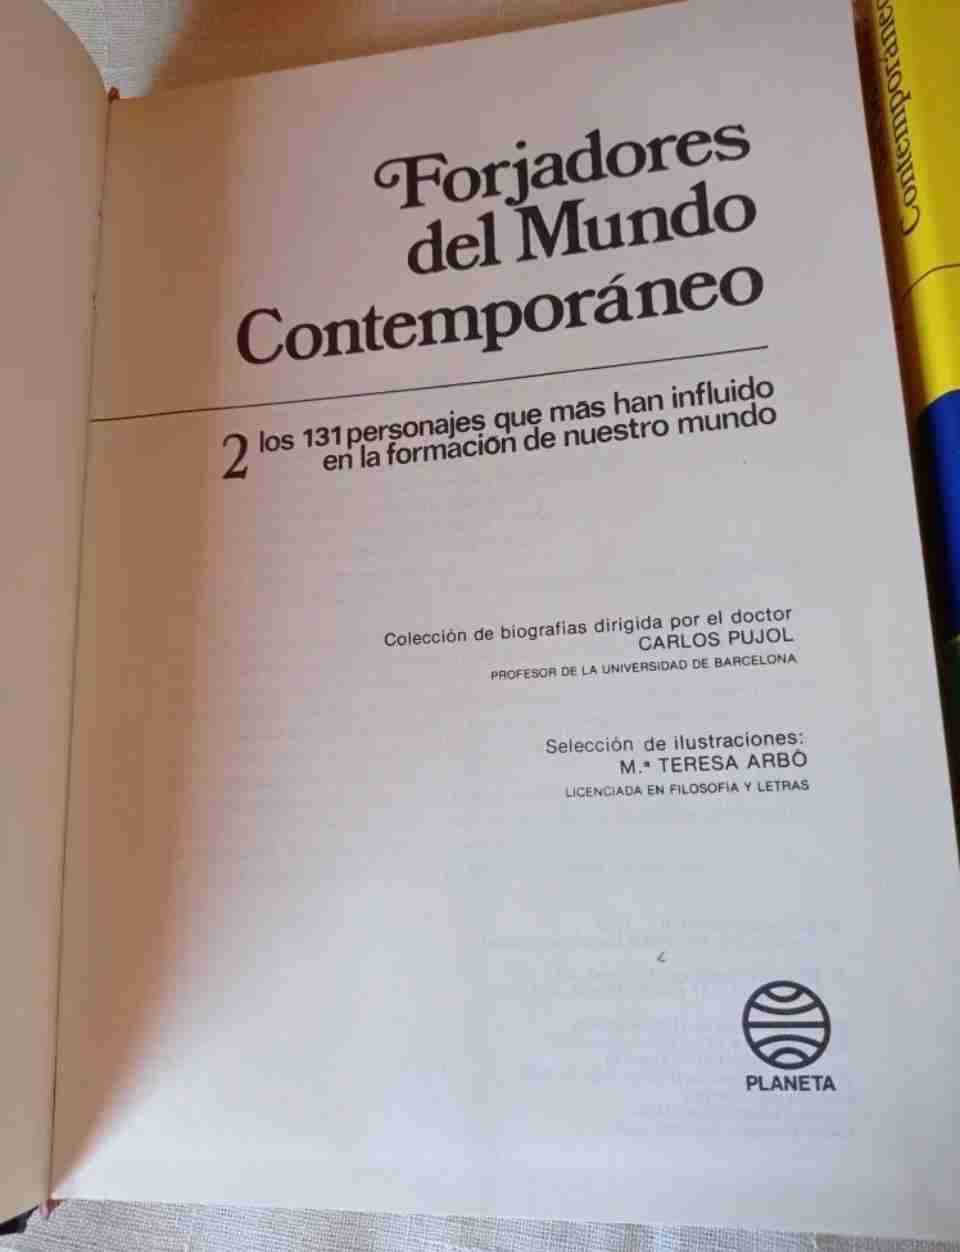 Forjadores
del Mundo
Contemporáneo
2 los 131 personajes que más han influido
en la formación de nuestro mundo
Colección de biografías dirigida por el doctor
CARLOS PUJOL
PROFESOR DE LA UNIVERSIDAD DE BARCELONA
Selección de ilustraciones:
M.ª TERESA ARBÓ
LICENCIADA EN FILOSOFÍA Y LETRAS
PLANETA
Contemporáneo